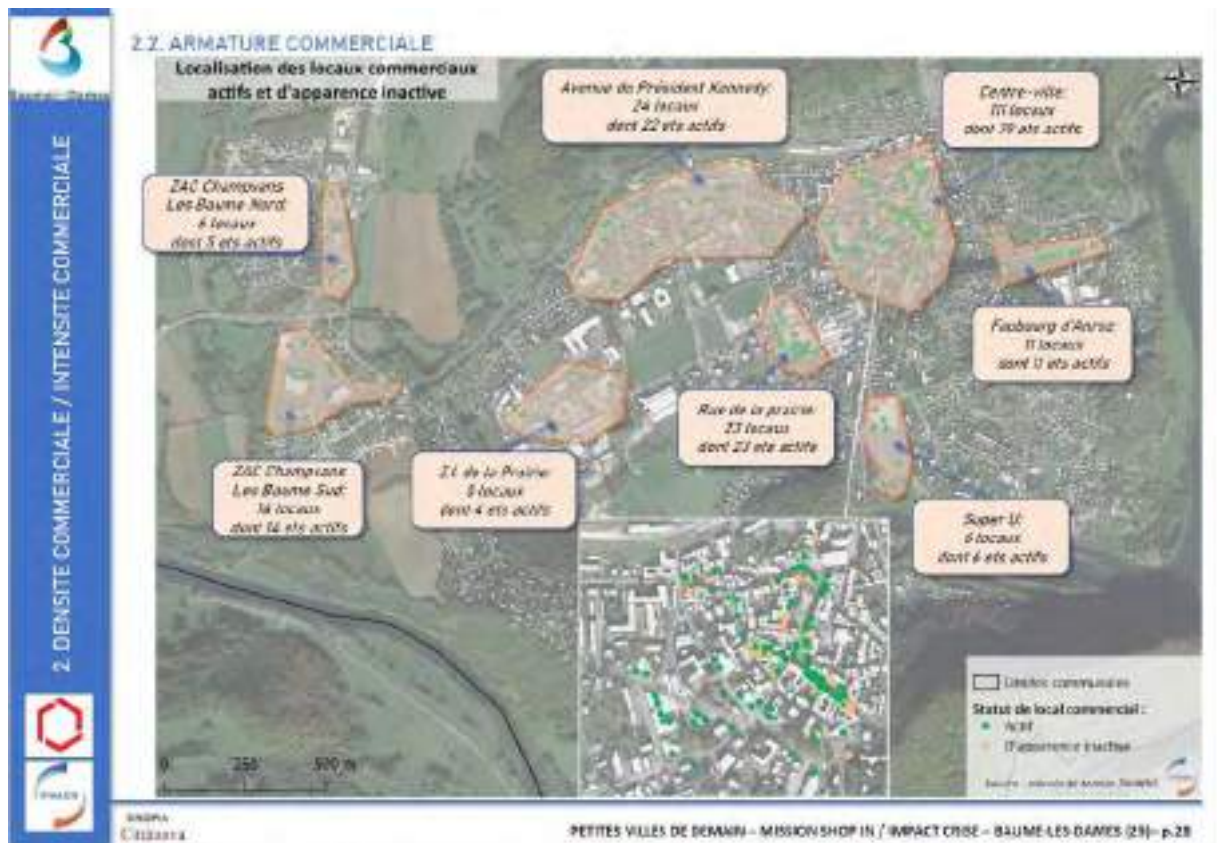 2.2. ARMATURE COMMERCIALE
Localisation des locaux commerciaux
actifs et d'apparence inactive
Avenue du Président Kennedy:
24 locaux
dont 22 ets actifs
Centre-ville:
111 locaux
dont ets actifs
ZAC Champvans
Les Baume Nord:
6 locaux
dont 5 ets actifs
Faubourg d'Anroz:
11 locaux
dont 11 ets actifs
Rue de la prairie:
23 locaux
dont 23 ets actifs
ZAC Champvans
Les Baume Sud:
14 locaux
dont 14 ets actifs
Z.I. de la Prairie:
locaux
dont 4 ets actifs
Super U:
6 locaux
dont 6 ets actifs
2. DENSITE COMMERCIALE / INTENSITE COMMERCIALE
Limites communales
Statut de local commercial :
Actif
D'apparence inactive
0 250 500 m
PETITES VILLES DE DEMAIN – MISSION SHOP IN / IMPACT CRISE – BAUME-LES-DAMES (25)– p.28